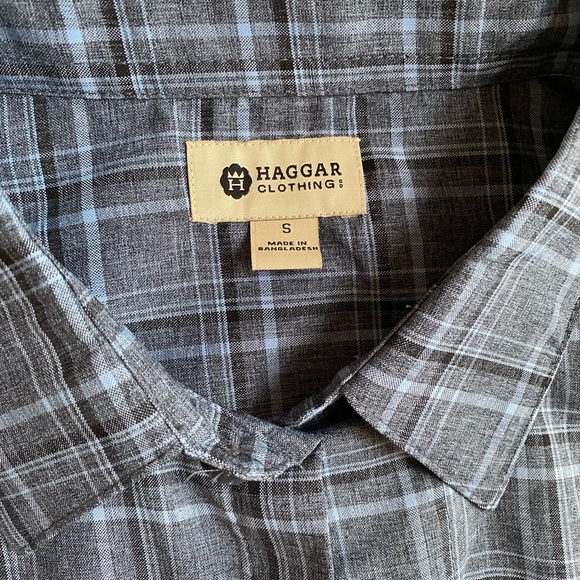 H
HAGGAR
CLOTHING CO
S
MADE IN
BANGLADESH